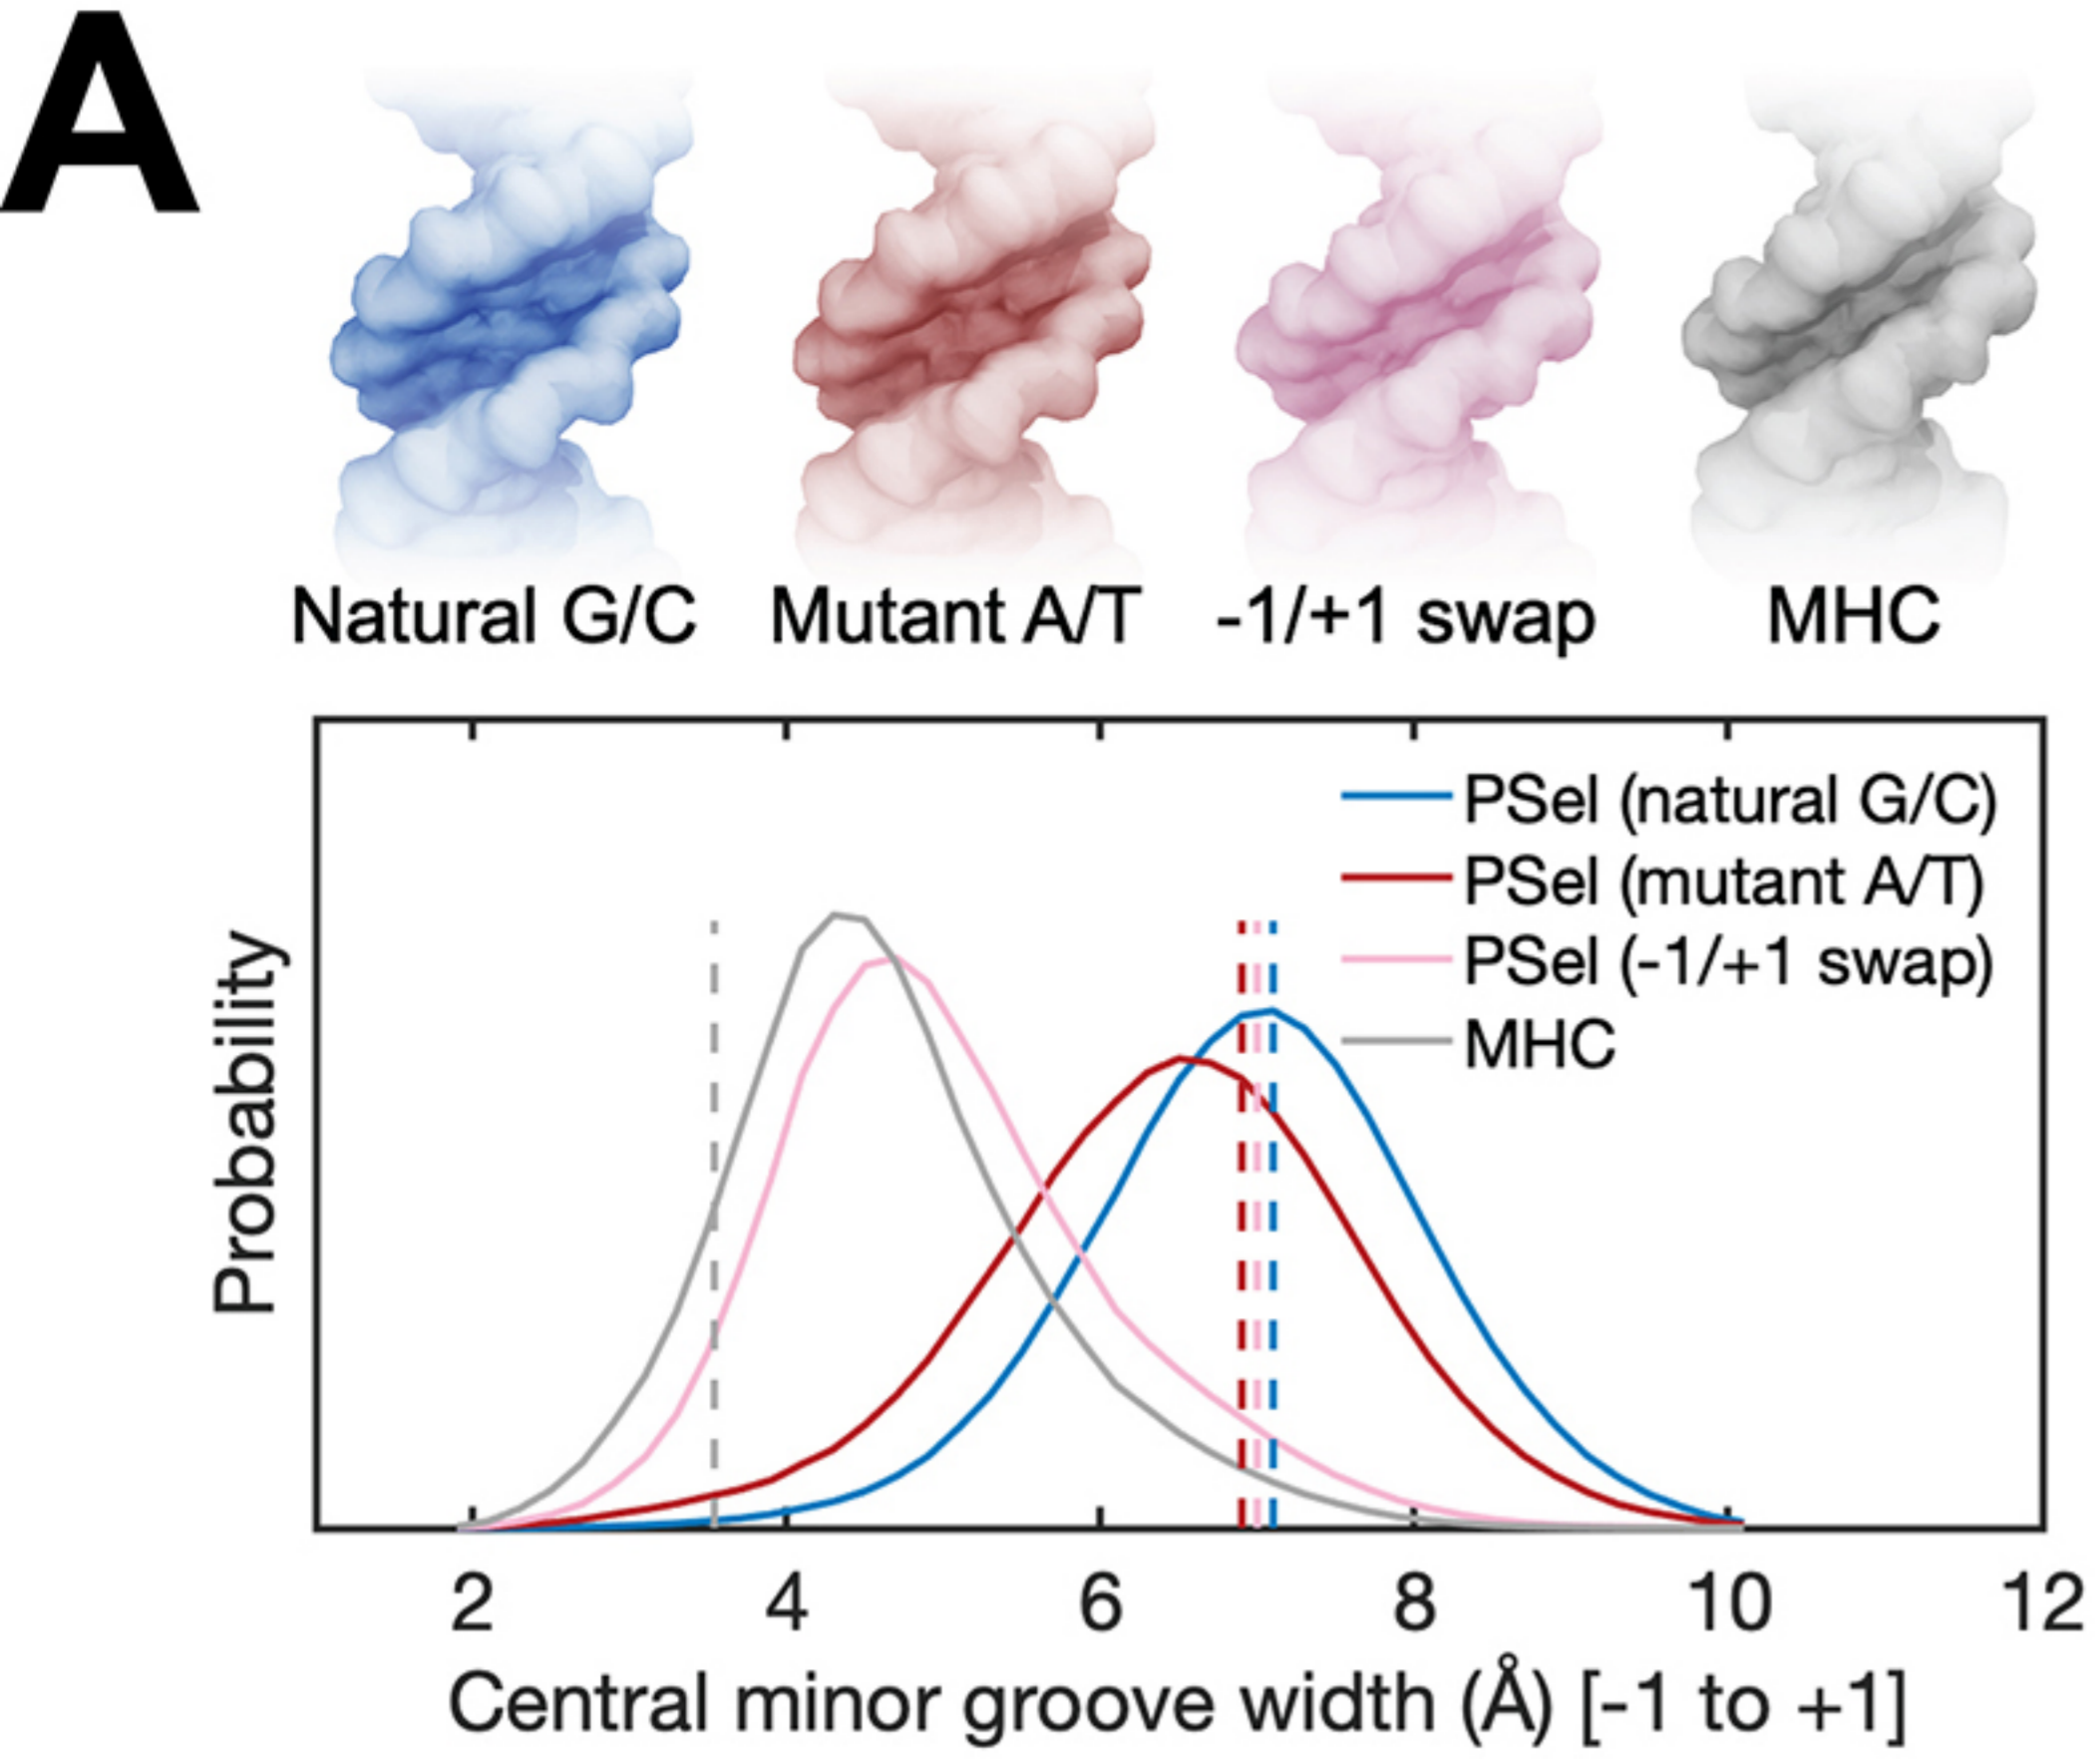 A
Natural G/C Mutant A/T -1/+1 swap MHC
PSel (natural G/C)
PSel (mutant A/T)
PSel (-1/+1 swap)
MHC
Probability
2 4 6 8 10 12
Central minor groove width (Å) [-1 to +1]